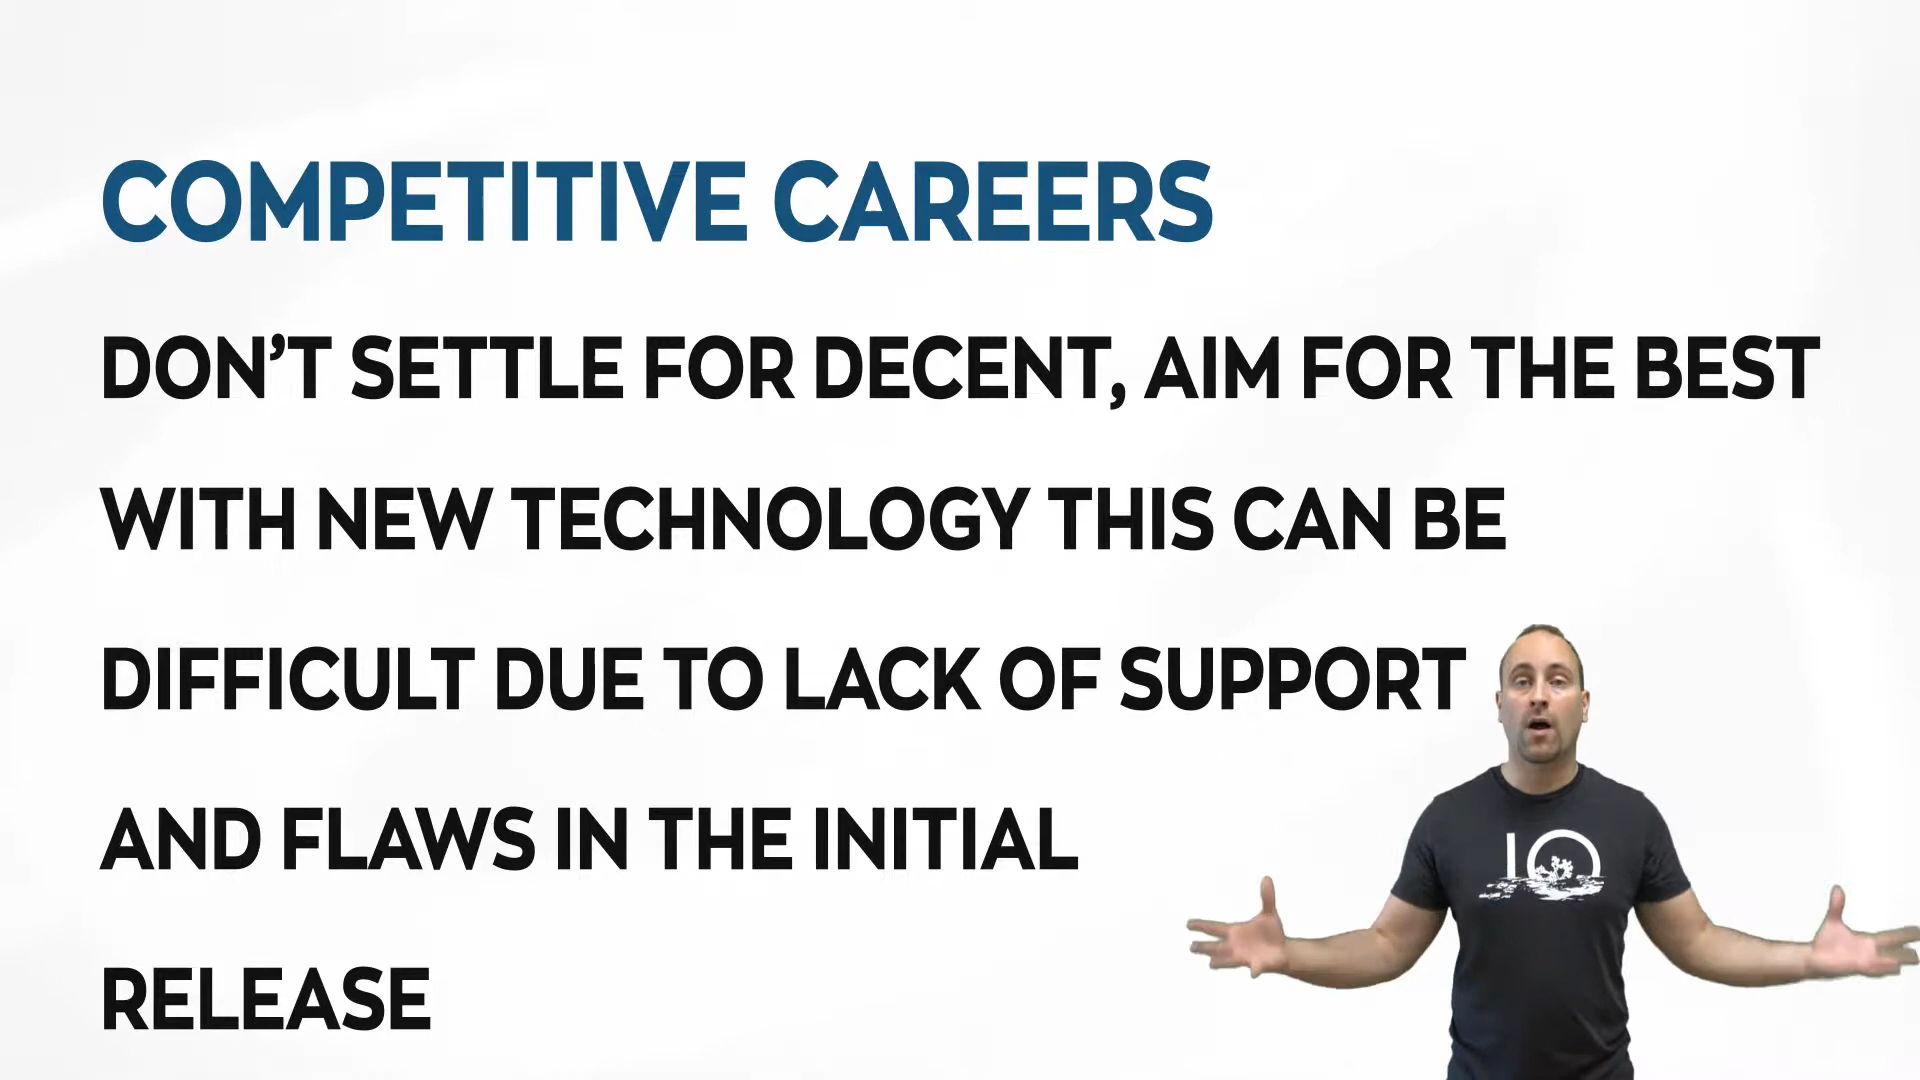 COMPETITIVE CAREERS
DON’T SETTLE FOR DECENT, AIM FOR THE BEST
WITH NEW TECHNOLOGY THIS CAN BE
DIFFICULT DUE TO LACK OF SUPPORT
AND FLAWS IN THE INITIAL
RELEASE
10